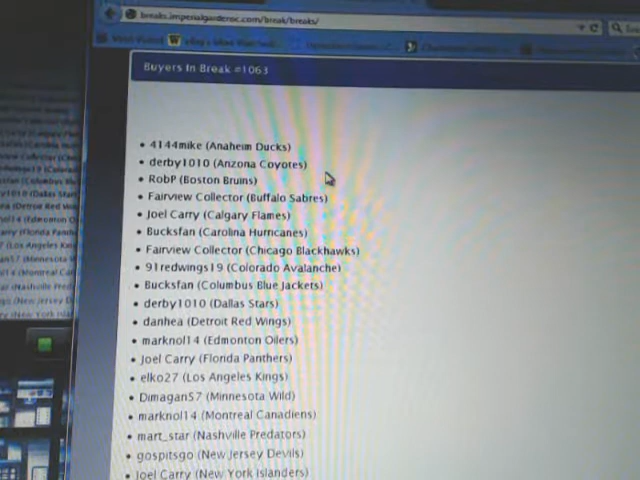 breaks.imperialgarderoc.com/break/breaks/
Buyers In Break #1063
• 4144mike (Anaheim Ducks)
• derby1010 (Arizona Coyotes)
• RobP (Boston Bruins)
• Fairview Collector (Buffalo Sabres)
• Joel Carry (Calgary Flames)
• Bucksfan (Carolina Hurricanes)
• Fairview Collector (Chicago Blackhawks)
• 91redwings19 (Colorado Avalanche)
• Bucksfan (Columbus Blue Jackets)
• derby1010 (Dallas Stars)
• danhea (Detroit Red Wings)
• marknol14 (Edmonton Oilers)
• Joel Carry (Florida Panthers)
• elko27 (Los Angeles Kings)
• Dimagan57 (Minnesota Wild)
• marknol14 (Montreal Canadiens)
• mart_star (Nashville Predators)
• gospitsgo (New Jersey Devils)
• Joel Carry (New York Islanders)